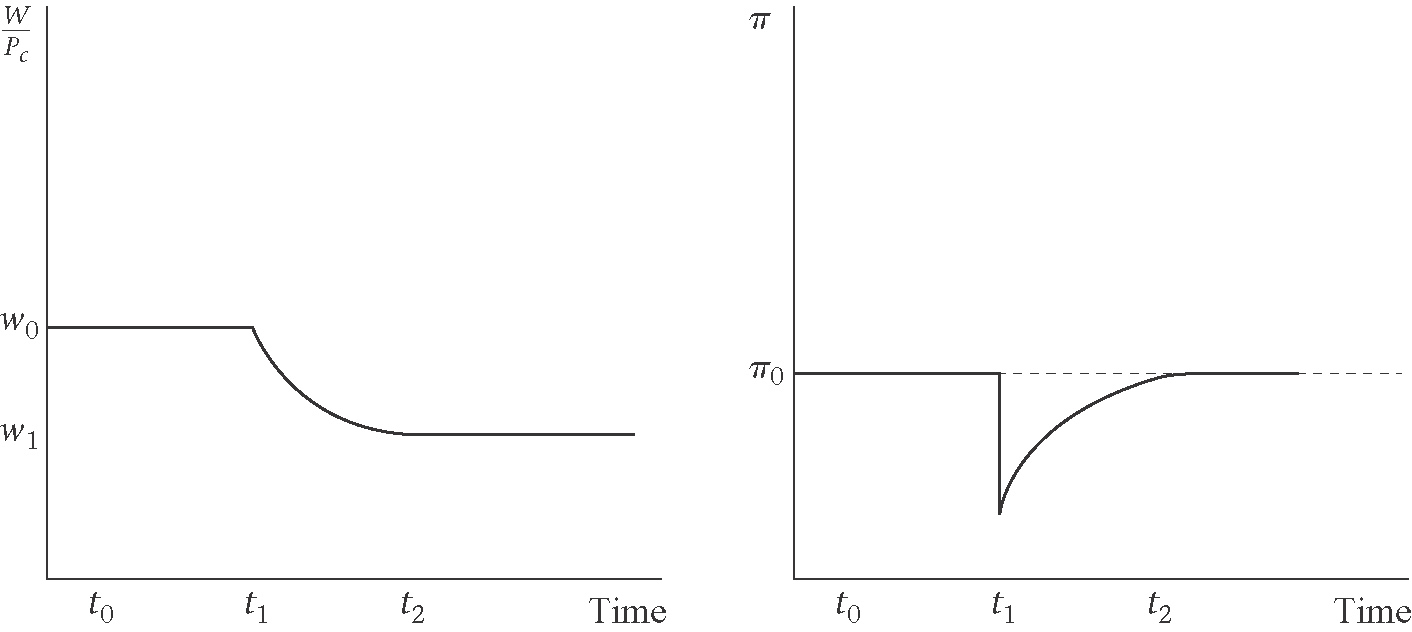 W/P_c
w_0
w_1
t_0 t_1 t_2 Time
π
π_0
t_0 t_1 t_2 Time